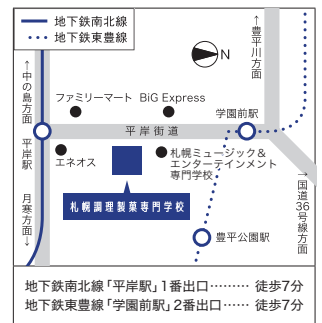 地下鉄南北線
地下鉄東豊線
N
↑豊平川方面
↑中の島方面
平岸駅
月寒方面↓
ファミリーマート
BiG Express
学園前駅
平岸街道
エネオス
札幌ミュージック&
エンターテインメント
専門学校
札幌調理製菓専門学校
→国道36号線方面
豊平公園駅
地下鉄南北線「平岸駅」1番出口……… 徒歩7分
地下鉄東豊線「学園前駅」2番出口…… 徒歩7分